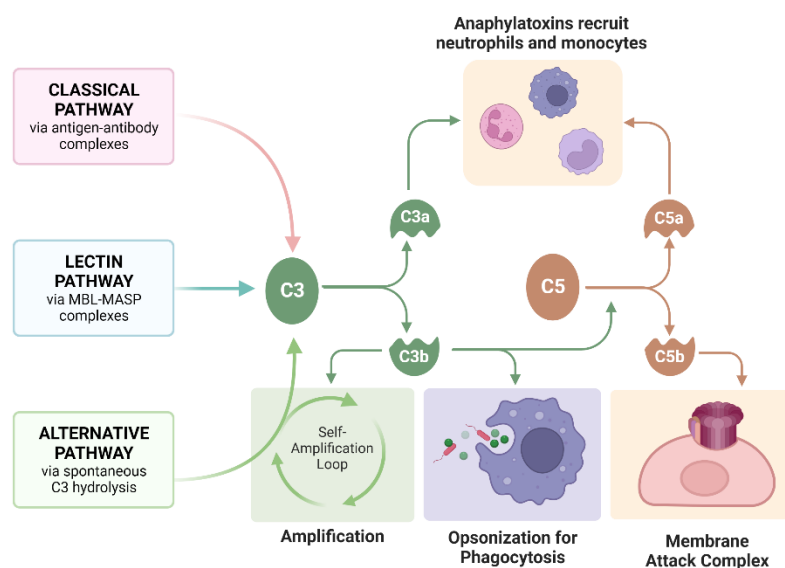 Anaphylatoxins recruit
neutrophils and monocytes
CLASSICAL
PATHWAY
via antigen-antibody
complexes
C3a
C5a
LECTIN
PATHWAY
via MBL-MASP
complexes
C3
C5
C3b
C5b
ALTERNATIVE
PATHWAY
via spontaneous
C3 hydrolysis
Self-
Amplification
Loop
Amplification
Opsonization for
Phagocytosis
Membrane
Attack Complex